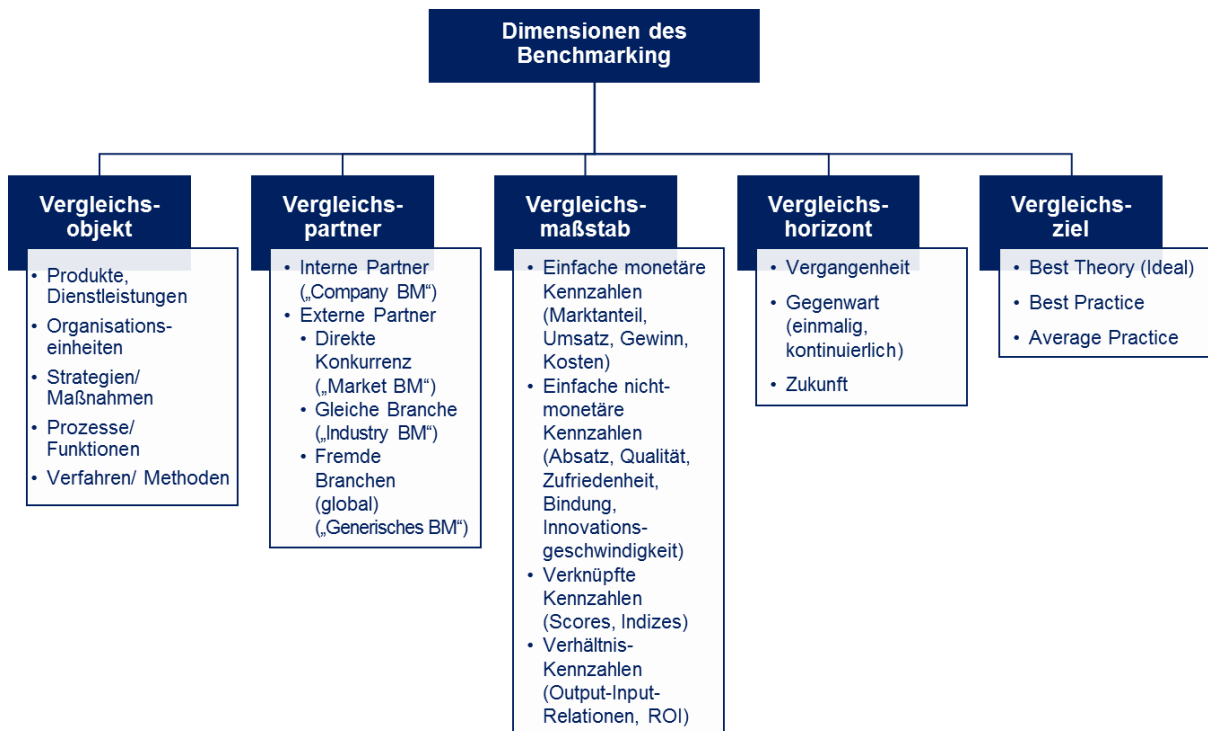 Dimensionen des
Benchmarking
Vergleichs-
objekt
• Produkte,
Dienstleistungen
• Organisations-
einheiten
• Strategien/
Maßnahmen
• Prozesse/
Funktionen
• Verfahren/ Methoden
Vergleichs-
partner
• Interne Partner
(„Company BM“)
• Externe Partner
• Direkte
Konkurrenz
(„Market BM“)
• Gleiche Branche
(„Industry BM“)
• Fremde
Branchen
(global)
(„Generisches BM“)
Vergleichs-
maßstab
• Einfache monetäre
Kennzahlen
(Marktanteil,
Umsatz, Gewinn,
Kosten)
• Einfache nicht-
monetäre
Kennzahlen
(Absatz, Qualität,
Zufriedenheit,
Bindung,
Innovations-
geschwindigkeit)
• Verknüpfte
Kennzahlen
(Scores, Indizes)
• Verhältnis-
Kennzahlen
(Output-Input-
Relationen, ROI)
Vergleichs-
horizont
• Vergangenheit
• Gegenwart
(einmalig,
kontinuierlich)
• Zukunft
Vergleichs-
ziel
• Best Theory (Ideal)
• Best Practice
• Average Practice